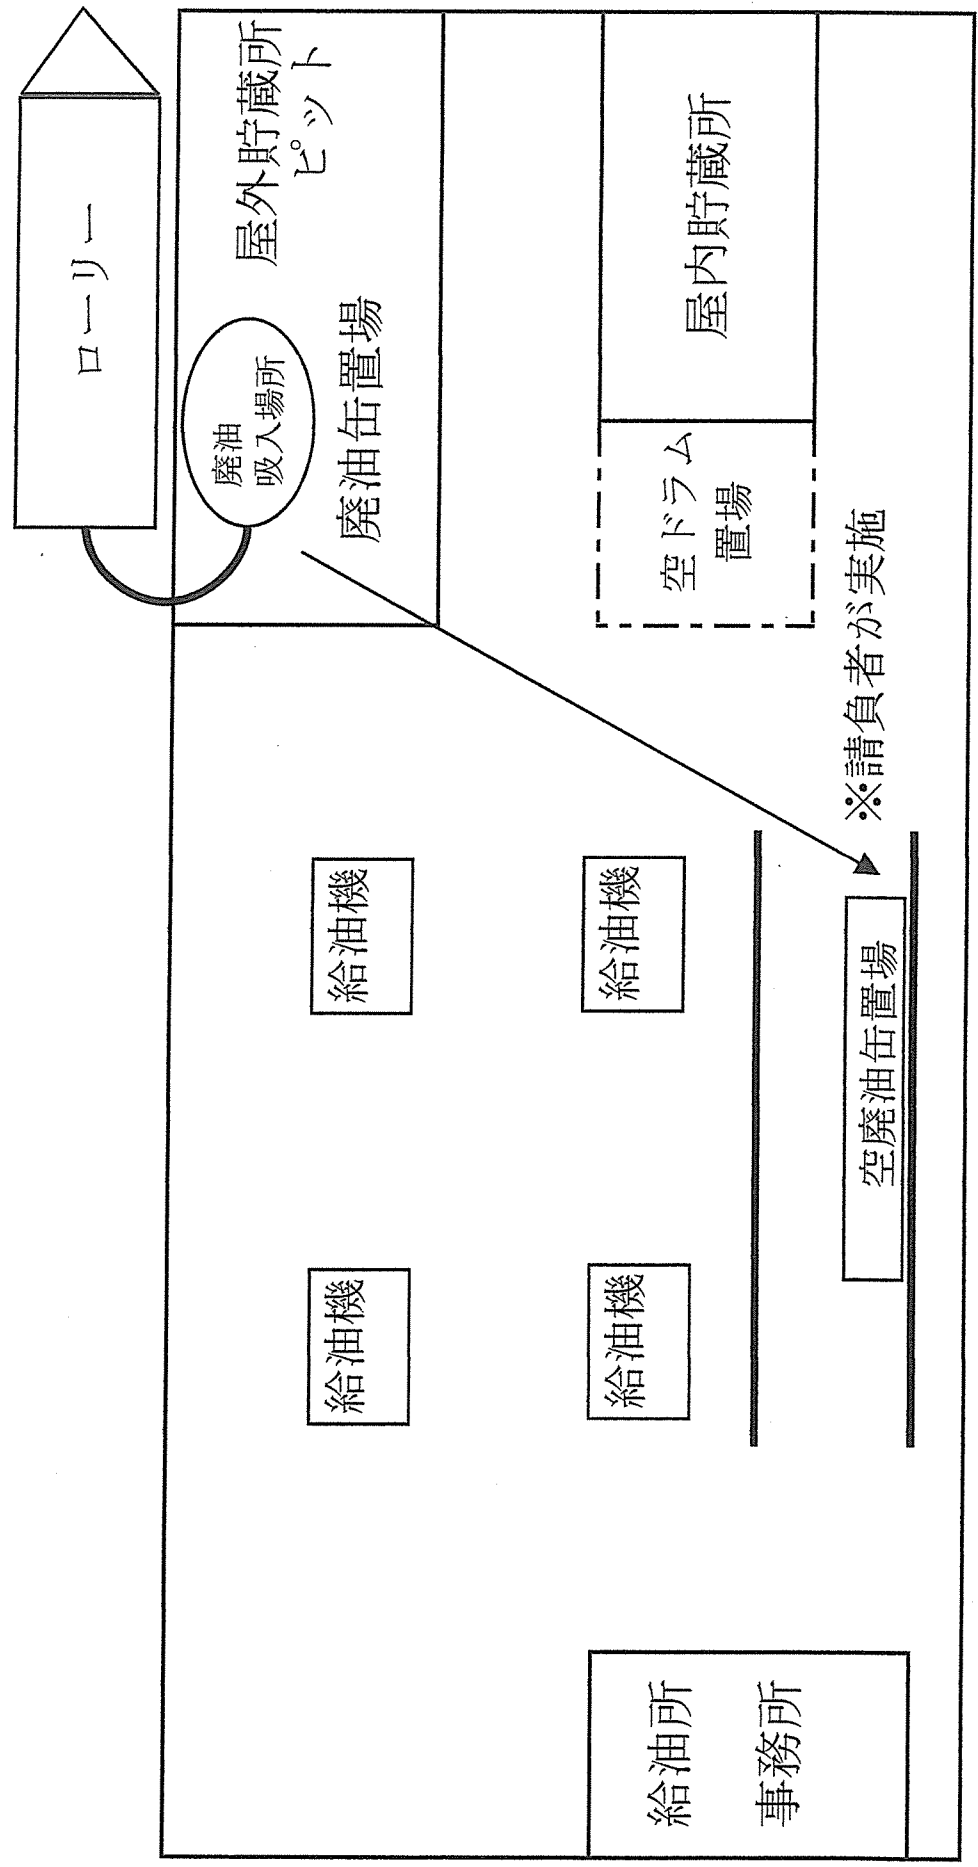 ローリー
屋外貯蔵所
ピット
廃油
吸入場所
廃油缶置場
屋内貯蔵所
空ドラム
置場
※請負者が実施
給油機
給油機
給油機
給油機
空廃油缶置場
給油所
事務所